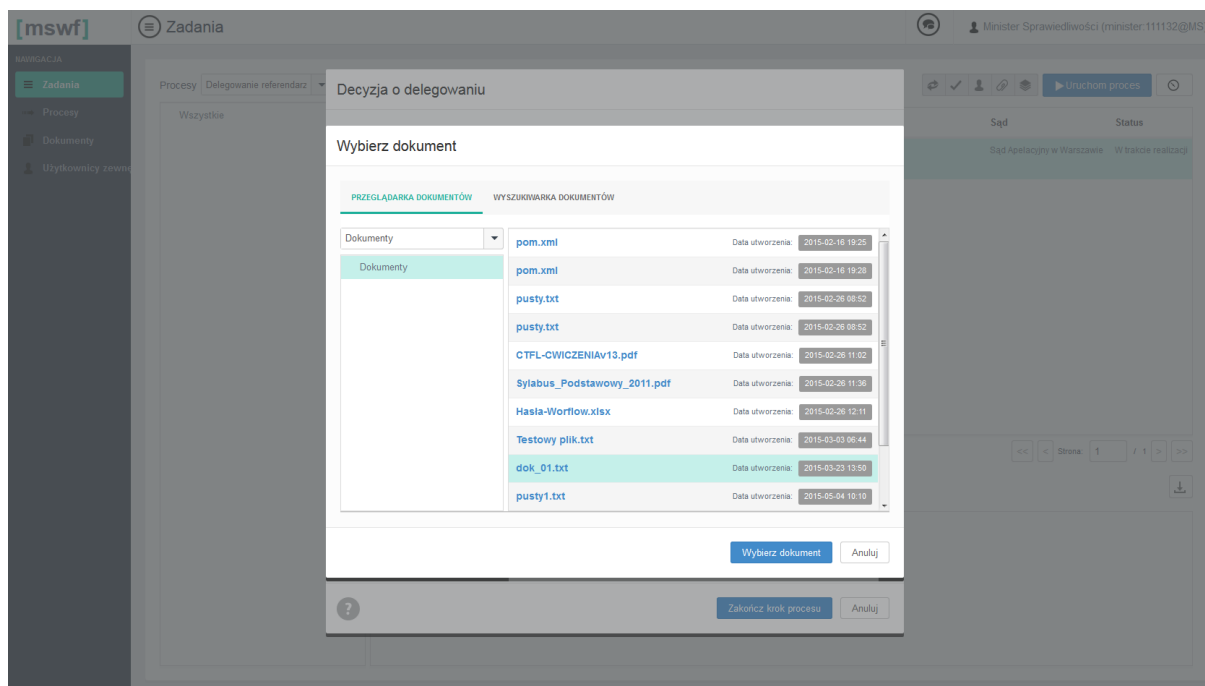 [mswf]
Zadania
Minister Sprawiedliwości (minister:111132@MS
NAWIGACJA
Zadania
Procesy
Dokumenty
Użytkownicy zewnę
Procesy Delegowanie referendarz
Wszystkie
Uruchom proces
Sąd Status
Sąd Apelacyjny w Warszawie W trakcie realizacji
<< < Strona: 1 / 1 > >>
Decyzja o delegowaniu
Wybierz dokument
PRZEGLĄDARKA DOKUMENTÓW WYSZUKIWARKA DOKUMENTÓW
Dokumenty
Dokumenty
pom.xml Data utworzenia: 2015-02-16 19:25
pom.xml Data utworzenia: 2015-02-16 19:28
pusty.txt Data utworzenia: 2015-02-26 08:52
pusty.txt Data utworzenia: 2015-02-26 08:52
CTFL-CWICZENIAv13.pdf Data utworzenia: 2015-02-26 11:02
Sylabus_Podstawowy_2011.pdf Data utworzenia: 2015-02-26 11:36
Hasła-Worflow.xlsx Data utworzenia: 2015-02-26 12:11
Testowy plik.txt Data utworzenia: 2015-03-03 06:44
dok_01.txt Data utworzenia: 2015-03-23 13:50
pusty1.txt Data utworzenia: 2015-05-04 10:10
Wybierz dokument Anuluj
? Zakończ krok procesu Anuluj